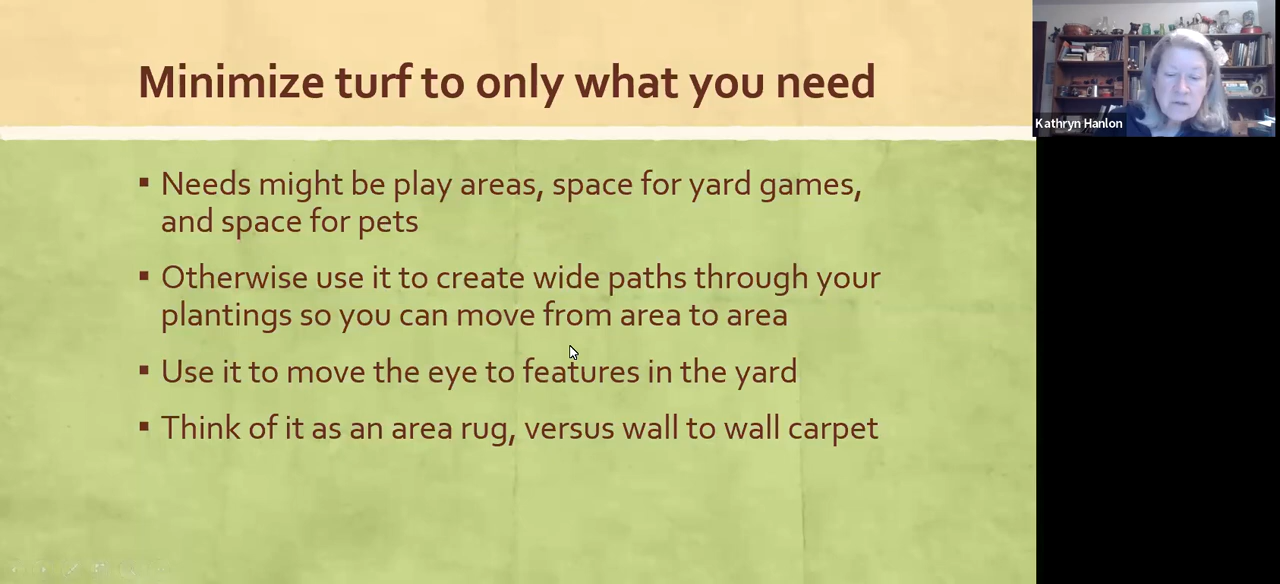 Minimize turf to only what you need
Kathryn Hanlon
▪ Needs might be play areas, space for yard games,
and space for pets
▪ Otherwise use it to create wide paths through your
plantings so you can move from area to area
▪ Use it to move the eye to features in the yard
▪ Think of it as an area rug, versus wall to wall carpet